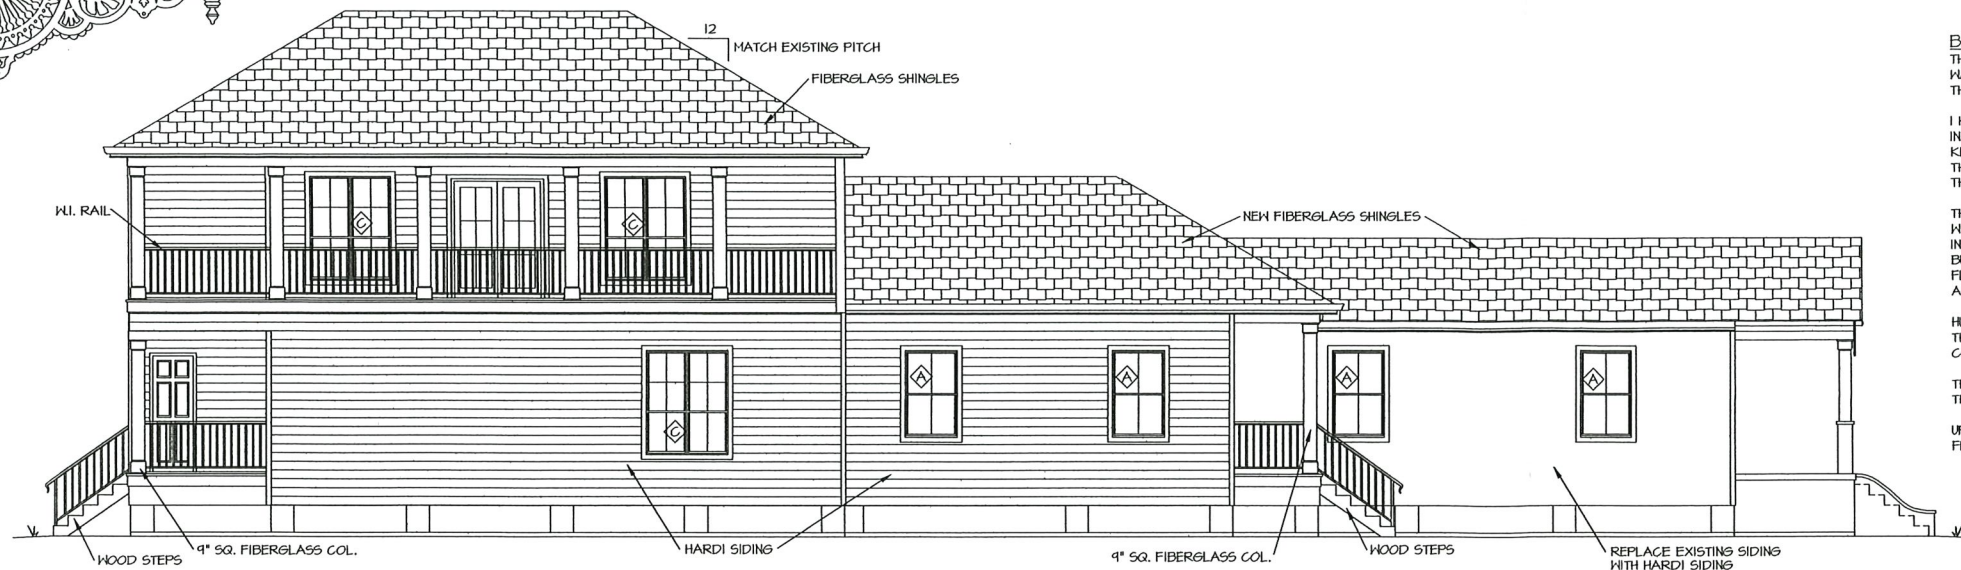 12
MATCH EXISTING PITCH
FIBERGLASS SHINGLES
W.I. RAIL
NEW FIBERGLASS SHINGLES
C
C
C
A
A
A
A
WOOD STEPS
9" SQ. FIBERGLASS COL.
HARDI SIDING
9" SQ. FIBERGLASS COL.
WOOD STEPS
REPLACE EXISTING SIDING
WITH HARDI SIDING